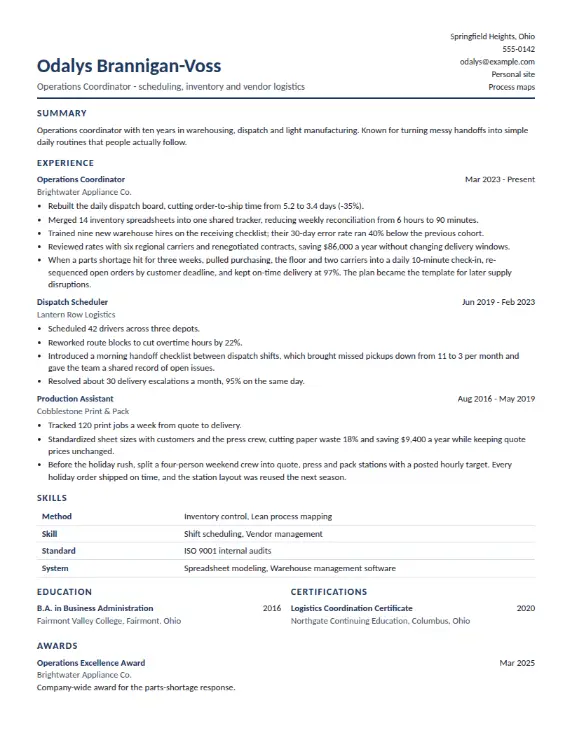 Springfield Heights, Ohio
555-0142
odalys@example.com
Personal site
Process maps
Odalys Brannigan-Voss
Operations Coordinator - scheduling, inventory and vendor logistics
SUMMARY
Operations coordinator with ten years in warehousing, dispatch and light manufacturing. Known for turning messy handoffs into simple
daily routines that people actually follow.
EXPERIENCE
Operations Coordinator Mar 2023 - Present
Brightwater Appliance Co.
• Rebuilt the daily dispatch board, cutting order-to-ship time from 5.2 to 3.4 days (-35%).
• Merged 14 inventory spreadsheets into one shared tracker, reducing weekly reconciliation from 6 hours to 90 minutes.
• Trained nine new warehouse hires on the receiving checklist; their 30-day error rate ran 40% below the previous cohort.
• Reviewed rates with six regional carriers and renegotiated contracts, saving $86,000 a year without changing delivery windows.
• When a parts shortage hit for three weeks, pulled purchasing, the floor and two carriers into a daily 10-minute check-in, re-
sequenced open orders by customer deadline, and kept on-time delivery at 97%. The plan became the template for later supply
disruptions.
Dispatch Scheduler Jun 2019 - Feb 2023
Lantern Row Logistics
• Scheduled 42 drivers across three depots.
• Reworked route blocks to cut overtime hours by 22%.
• Introduced a morning handoff checklist between dispatch shifts, which brought missed pickups down from 11 to 3 per month and
gave the team a shared record of open issues.
• Resolved about 30 delivery escalations a month, 95% on the same day.
Production Assistant Aug 2016 - May 2019
Cobblestone Print & Pack
• Tracked 120 print jobs a week from quote to delivery.
• Standardized sheet sizes with customers and the press crew, cutting paper waste 18% and saving $9,400 a year while keeping quote
prices unchanged.
• Before the holiday rush, split a four-person weekend crew into quote, press and pack stations with a posted hourly target. Every
holiday order shipped on time, and the station layout was reused the next season.
SKILLS
Method Inventory control, Lean process mapping
Skill Shift scheduling, Vendor management
Standard ISO 9001 internal audits
System Spreadsheet modeling, Warehouse management software
EDUCATION
B.A. in Business Administration 2016
Fairmont Valley College, Fairmont, Ohio
CERTIFICATIONS
Logistics Coordination Certificate 2020
Northgate Continuing Education, Columbus, Ohio
AWARDS
Operations Excellence Award Mar 2025
Brightwater Appliance Co.
Company-wide award for the parts-shortage response.